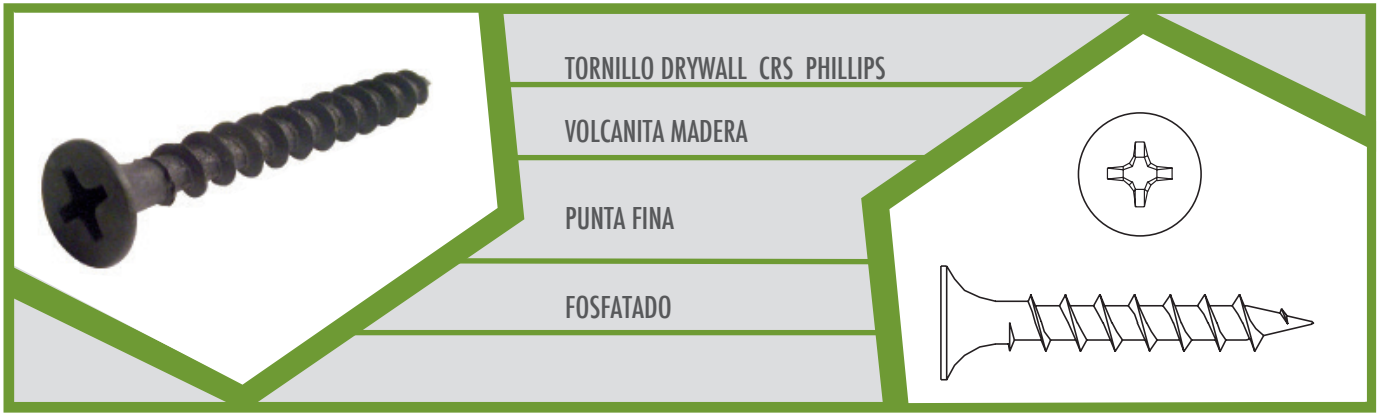 TORNILLO DRYWALL CRS PHILLIPS
VOLCANITA MADERA
PUNTA FINA
FOSFATADO